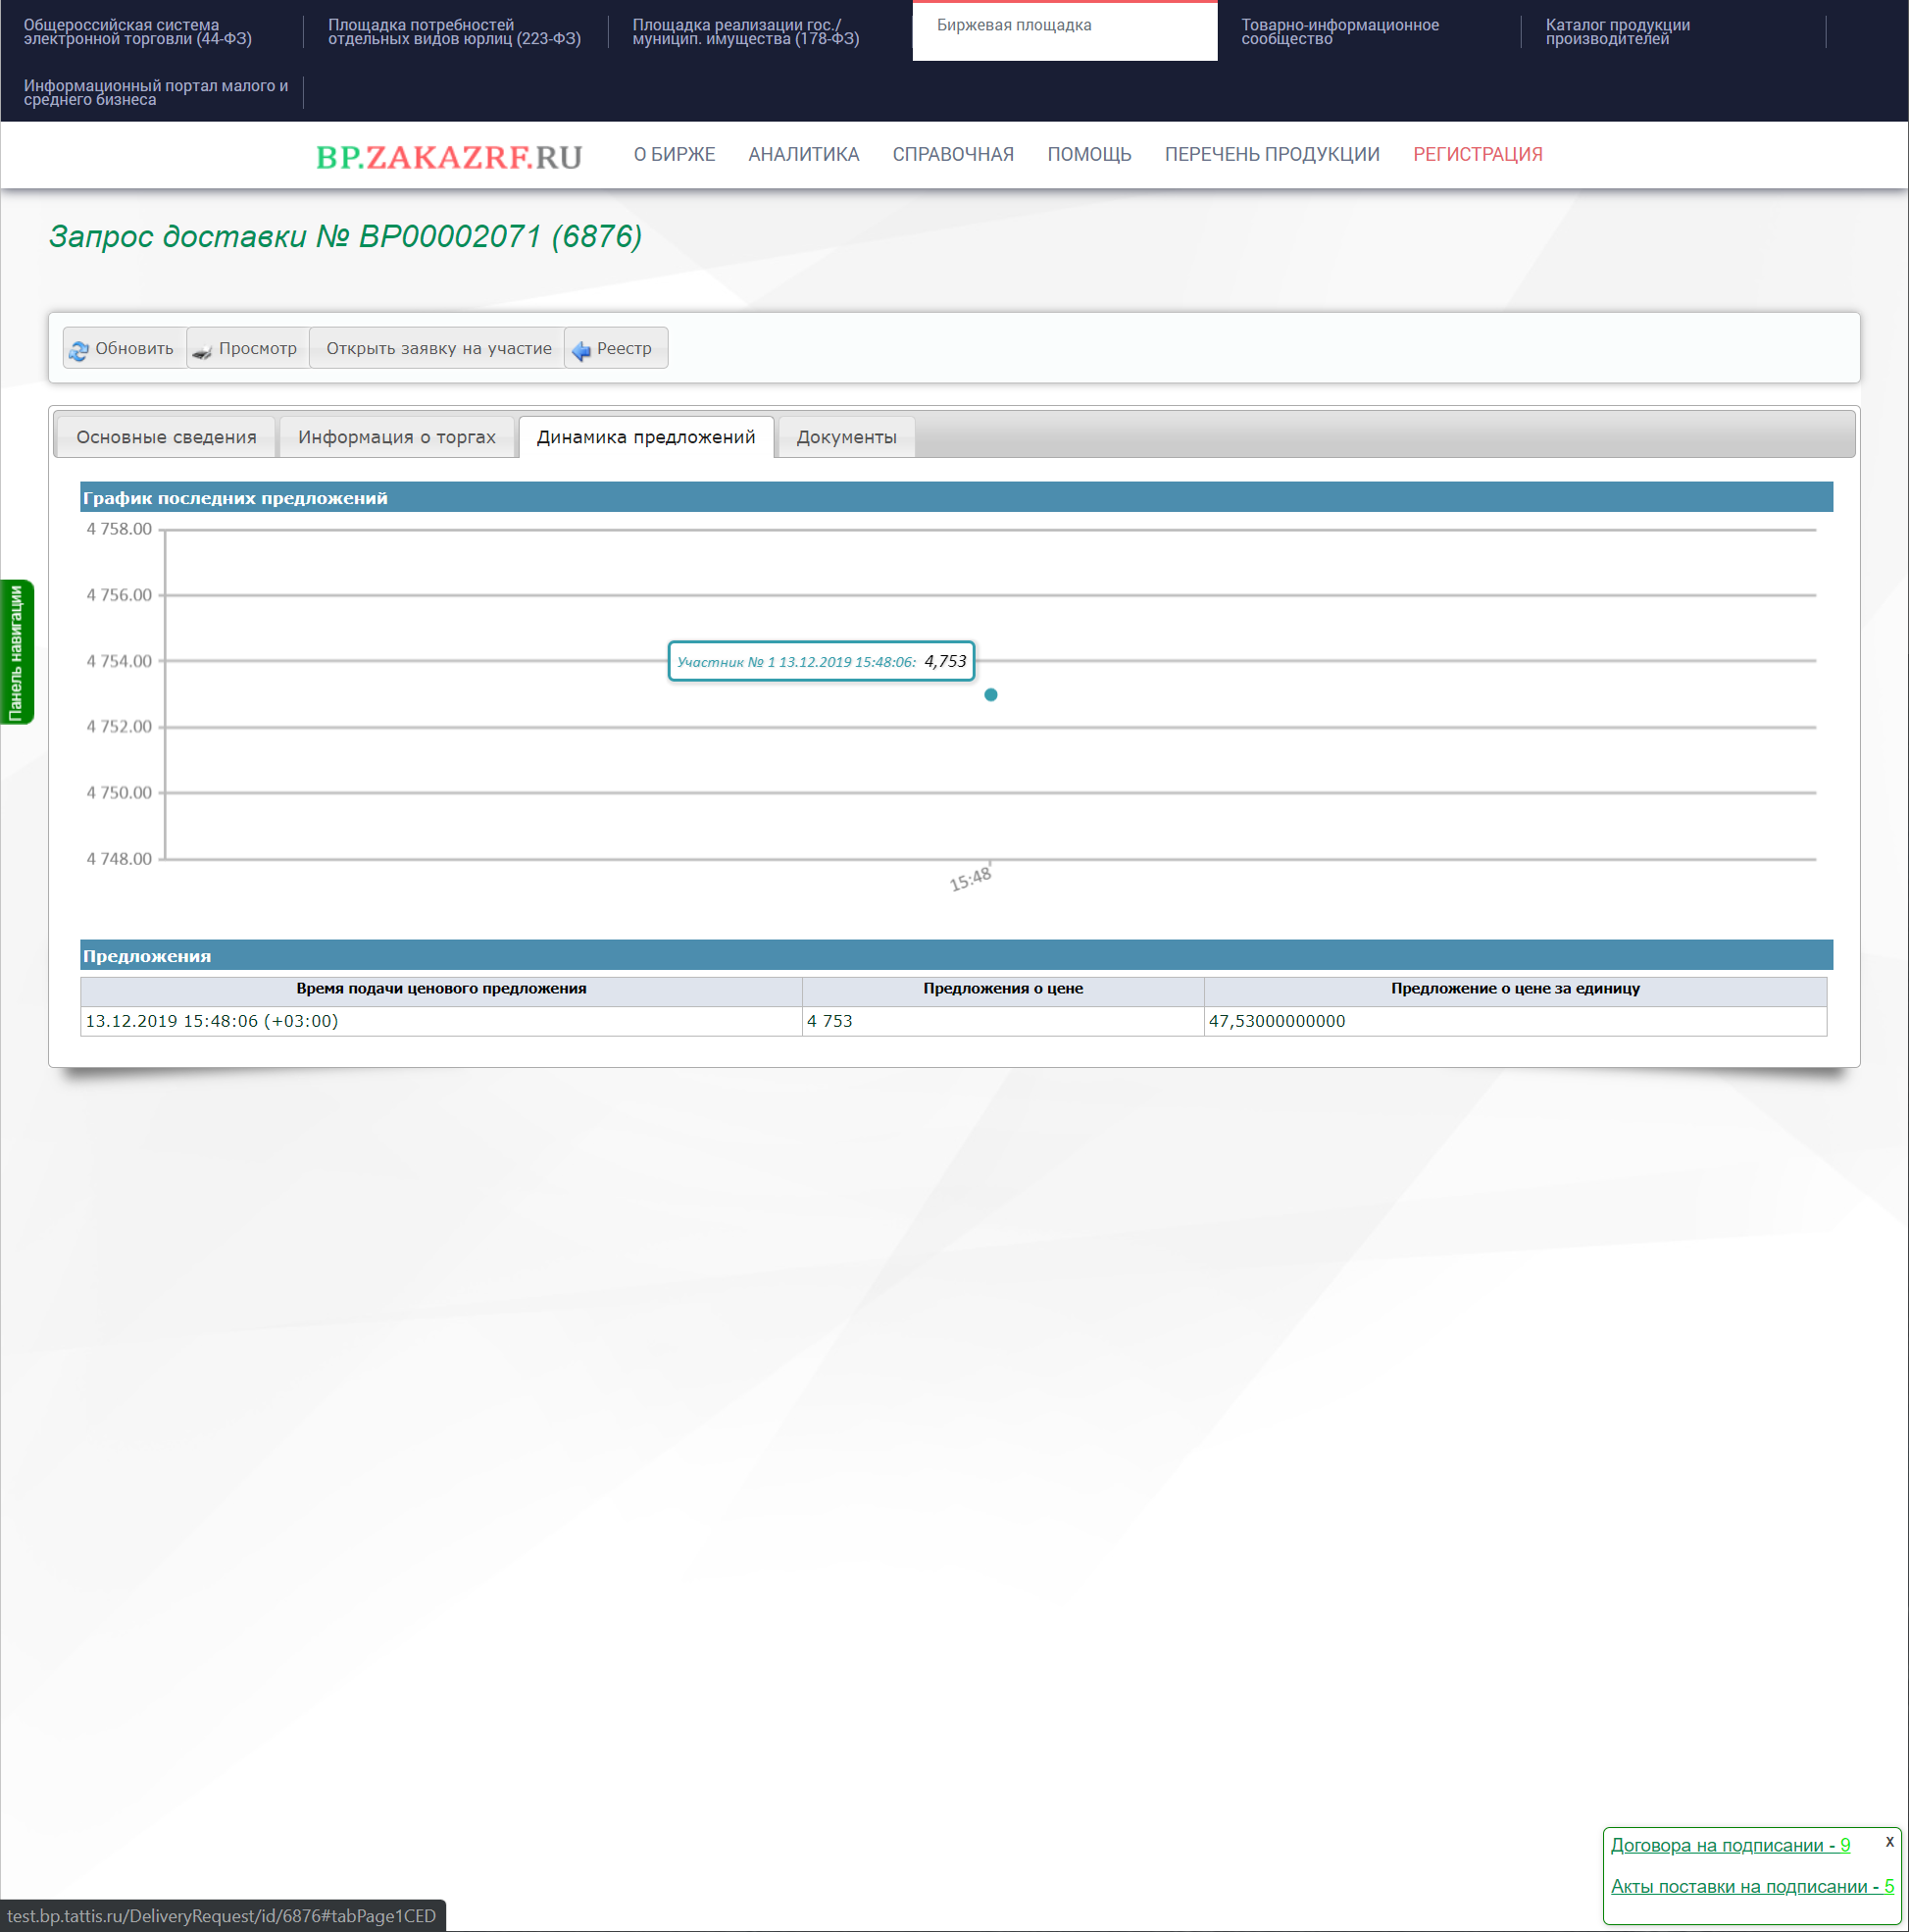 Общероссийская система
электронной торговли (44-ФЗ)
Площадка потребностей
отдельных видов юрлиц (223-ФЗ)
Площадка реализации гос./
муницип. имущества (178-ФЗ)
Биржевая площадка
Товарно-информационное
сообщество
Каталог продукции
производителей
Информационный портал малого и
среднего бизнеса
BP.ZAKAZRF.RU
О БИРЖЕ
АНАЛИТИКА
СПРАВОЧНАЯ
ПОМОЩЬ
ПЕРЕЧЕНЬ ПРОДУКЦИИ
РЕГИСТРАЦИЯ
Запрос доставки № BP00002071 (6876)
Обновить
Просмотр
Открыть заявку на участие
Реестр
Основные сведения
Информация о торгах
Динамика предложений
Документы
График последних предложений
4 758.00
4 756.00
4 754.00
4 752.00
4 750.00
4 748.00
Участник № 1 13.12.2019 15:48:06: 4,753
15:48
Панель навигации
Предложения
Время подачи ценового предложения
Предложения о цене
Предложение о цене за единицу
13.12.2019 15:48:06 (+03:00)
4 753
47,53000000000
Договора на подписании - 9
x
Акты поставки на подписании - 5
test.bp.tattis.ru/DeliveryRequest/id/6876#tabPage1CED